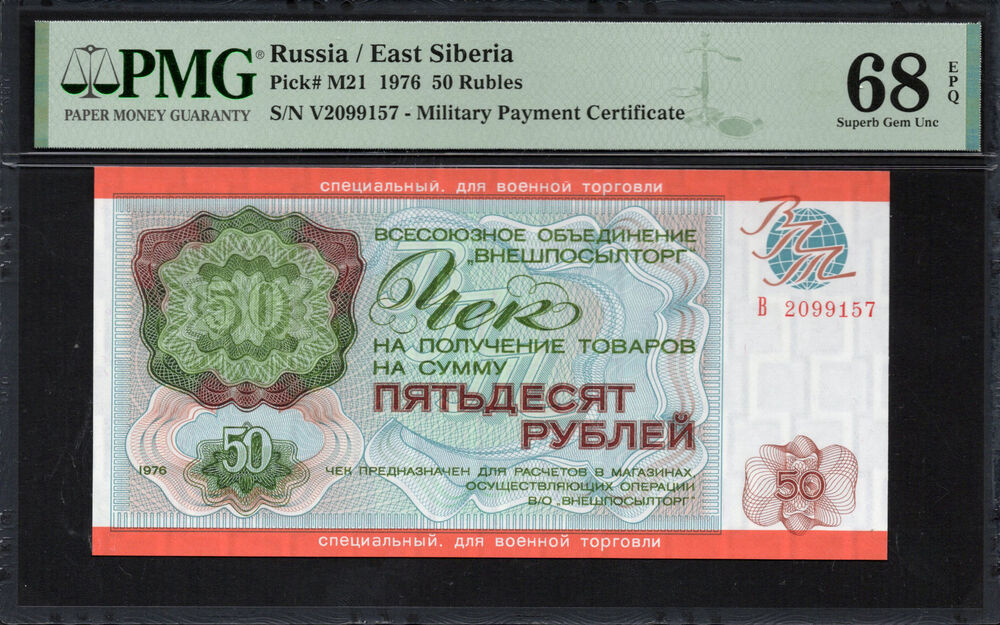 PMG®
PAPER MONEY GUARANTY
Russia / East Siberia
Pick# M21 1976 50 Rubles
S/N V2099157 - Military Payment Certificate
68 EPQ
Superb Gem Unc
специальный. для военной торговли
ВСЕСОЮЗНОЕ ОБЪЕДИНЕНИЕ
„ВНЕШПОСЫЛТОРГ"
Чек
НА ПОЛУЧЕНИЕ ТОВАРОВ
НА СУММУ
ПЯТЬДЕСЯТ
РУБЛЕЙ
ЧЕК ПРЕДНАЗНАЧЕН ДЛЯ РАСЧЕТОВ В МАГАЗИНАХ,
ОСУЩЕСТВЛЯЮЩИХ ОПЕРАЦИИ
В/О „ВНЕШПОСЫЛТОРГ"
50
50
1976
ВПТ
В 2099157
50
специальный. для военной торговли